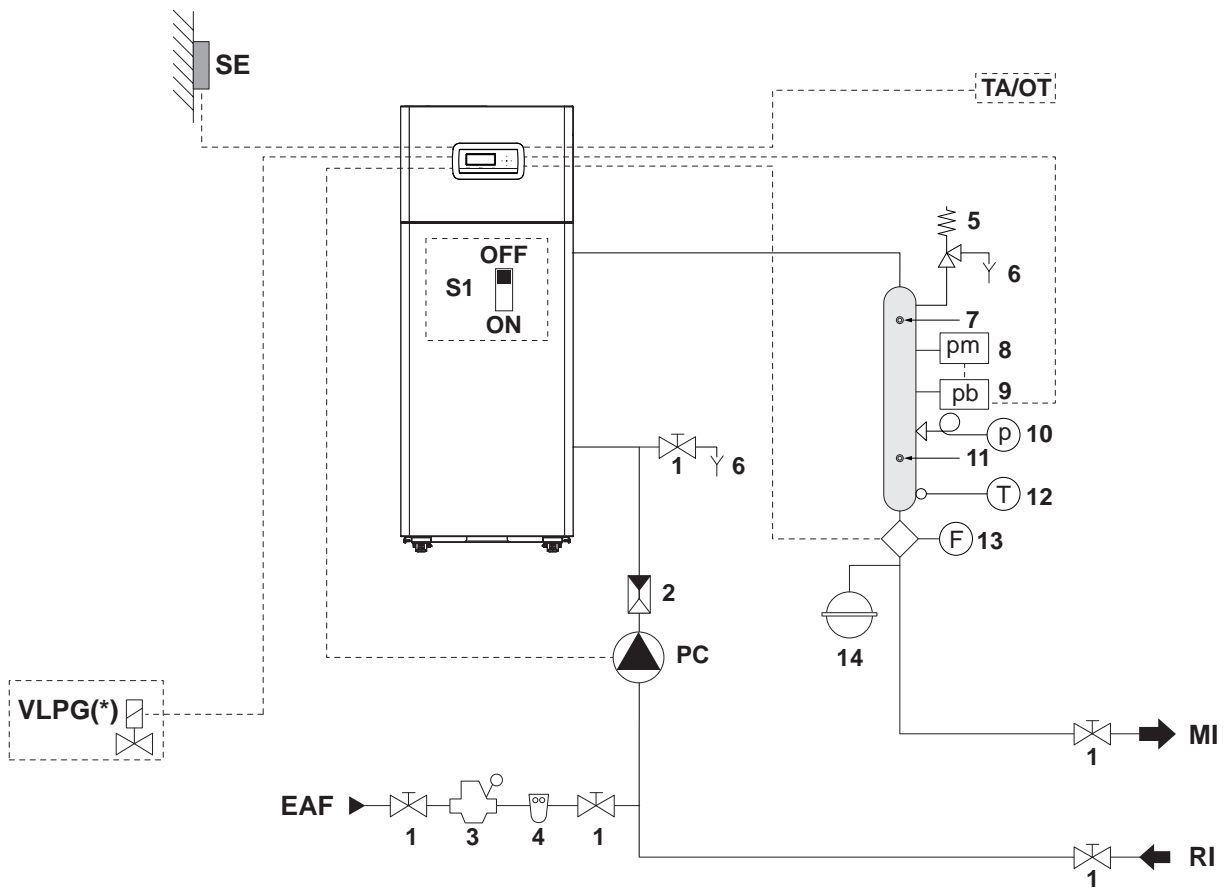 SE
TA/OT
5
OFF
S1
6
ON
7
pm
8
pb
9
p
10
1
6
11
T
12
F
13
2
PC
14
VLPG(*)
MI
1
EAF
1
3
4
1
RI
1